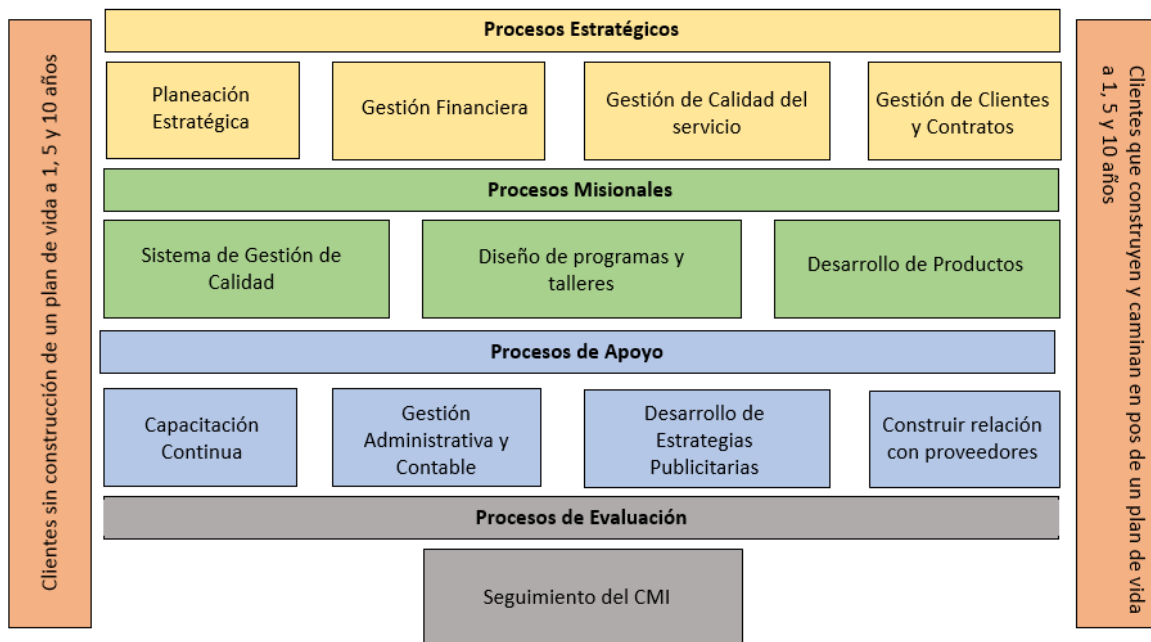 Clientes sin construcción de un plan de vida a 1, 5 y 10 años
Procesos Estratégicos
Planeación
Estratégica
Gestión Financiera
Gestión de Calidad del
servicio
Gestión de Clientes
y Contratos
Procesos Misionales
Sistema de Gestión de
Calidad
Diseño de programas y
talleres
Desarrollo de Productos
Procesos de Apoyo
Capacitación
Continua
Gestión
Administrativa y
Contable
Desarrollo de
Estrategias
Publicitarias
Construir relación
con proveedores
Procesos de Evaluación
Seguimiento del CMI
Clientes que construyen y caminan en pos de un plan de vida
a 1, 5 y 10 años